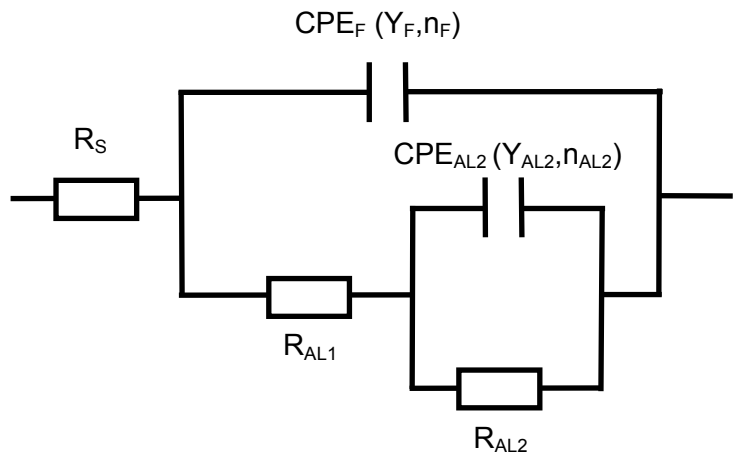 CPE_F (Y_F,n_F)
R_S
CPE_AL2 (Y_AL2,n_AL2)
R_AL1
R_AL2